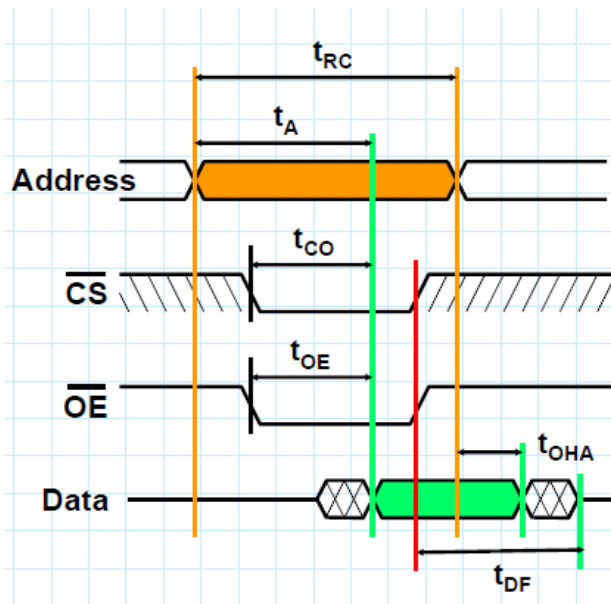 tRC
tA
Address
tCO
CS
tOE
OE
tOHA
Data
tDF